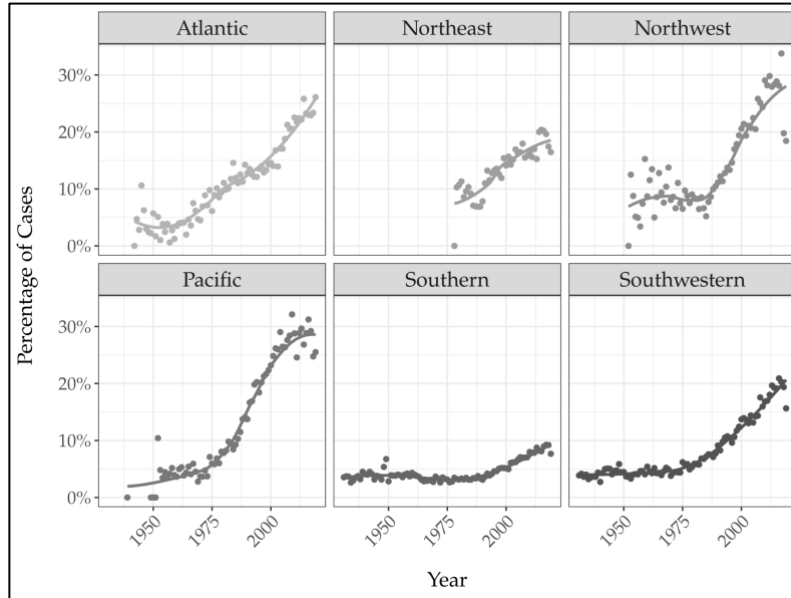 Atlantic
Northeast
Northwest
30%
20%
10%
0%
Pacific
Southern
Southwestern
30%
20%
10%
0%
1950
1975
2000
1950
1975
2000
1950
1975
2000
Percentage of Cases
Year